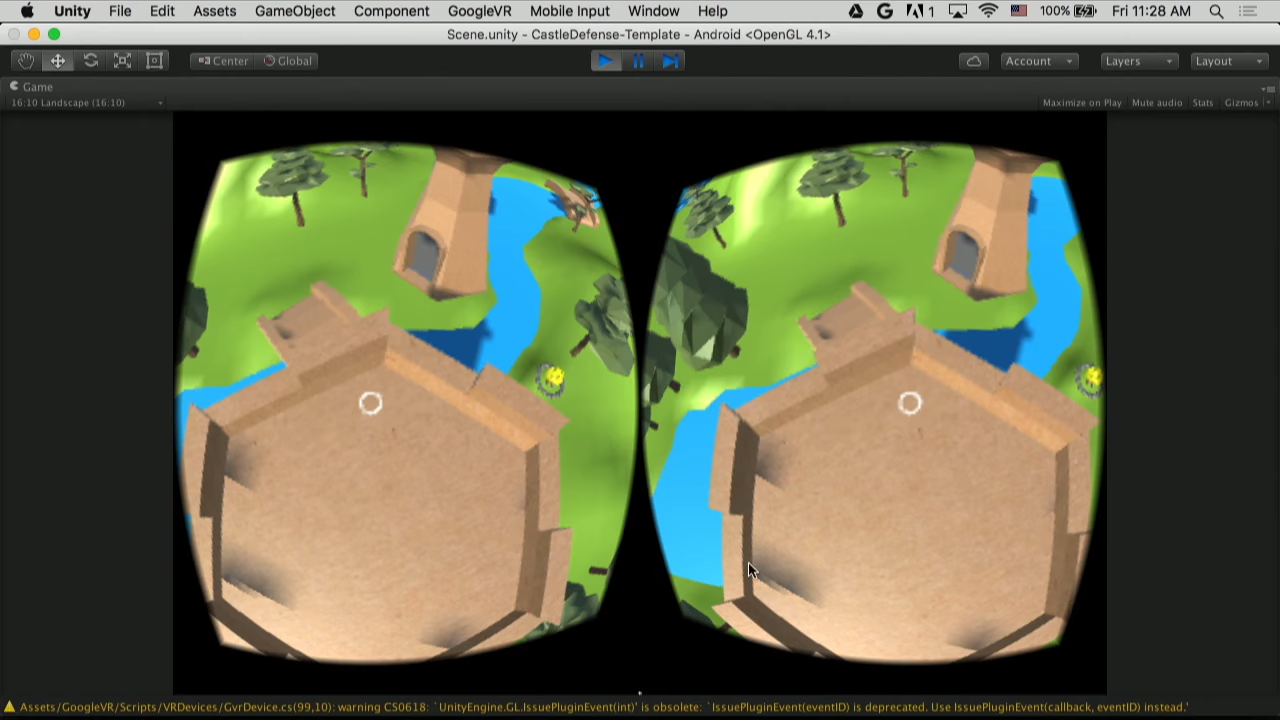 Unity File Edit Assets GameObject Component GoogleVR Mobile Input Window Help 1 100% Fri 11:28 AM
Scene.unity - CastleDefense-Template - Android <OpenGL 4.1>
Center Global Account Layers Layout
Game
16:10 Landscape (16:10) Maximize on Play Mute audio Stats Gizmos
Assets/GoogleVR/Scripts/VRDevices/GvrDevice.cs(99,10): warning CS0618: `UnityEngine.GL.IssuePluginEvent(int)' is obsolete: `IssuePluginEvent(eventID) is deprecated. Use IssuePluginEvent(callback, eventID) instead.'